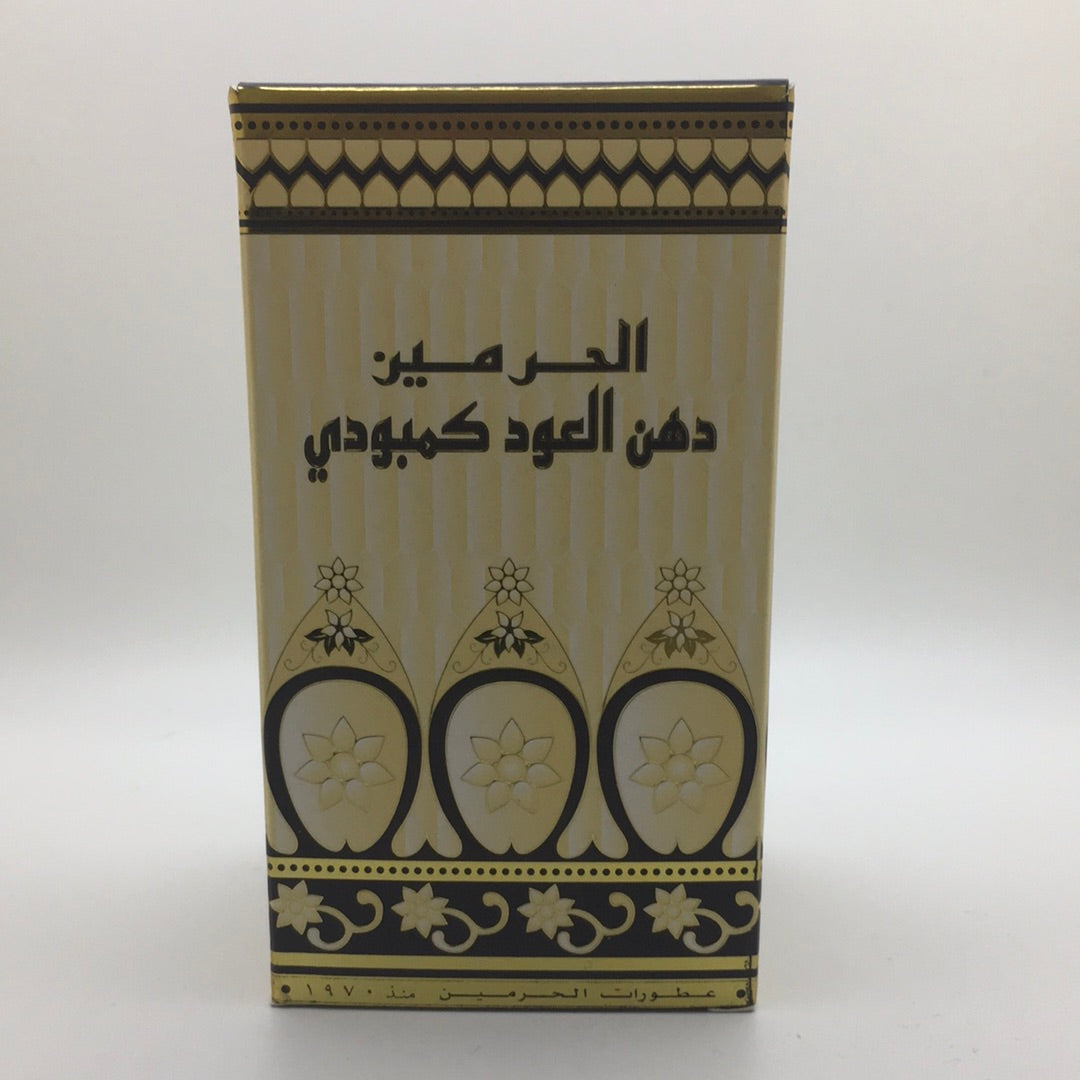 الحرمين
دهن العود كمبودي
عطورات الحرمين منذ ١٩٧٠